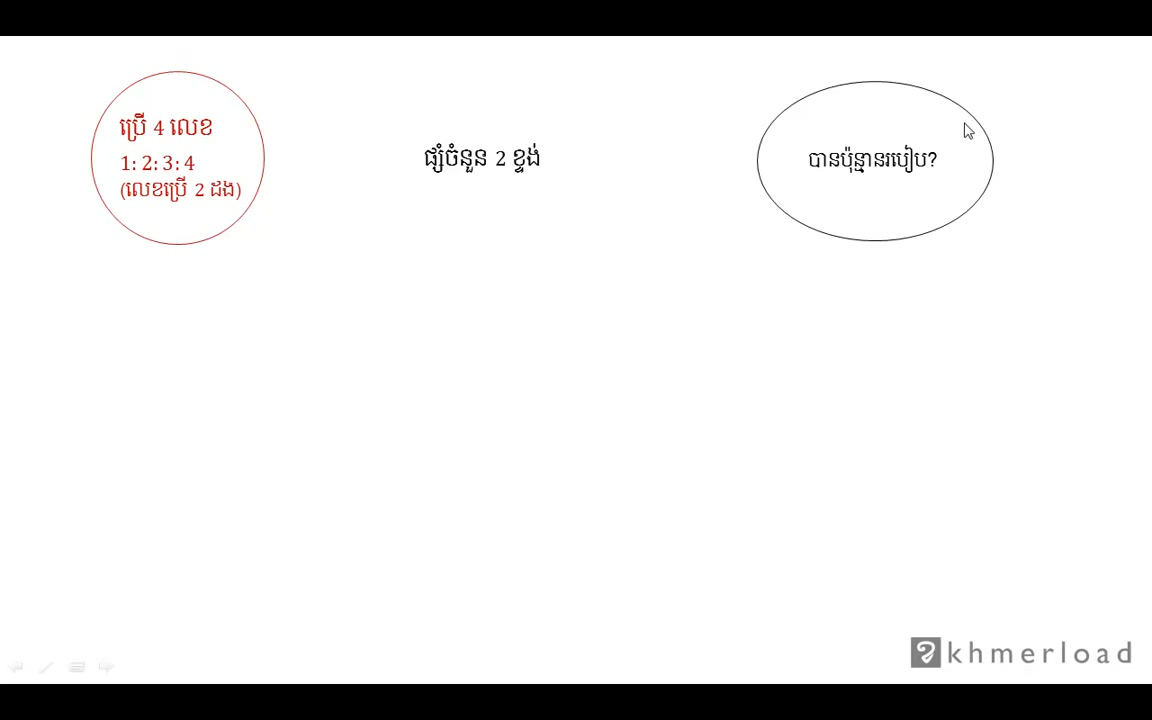 ប្រើ 4 លេខ
1: 2: 3: 4
(លេខប្រើ 2 ដង)
ផ្សំចំនួន 2 ខ្ទង់
បានប៉ុន្មានរបៀប?
khmerload